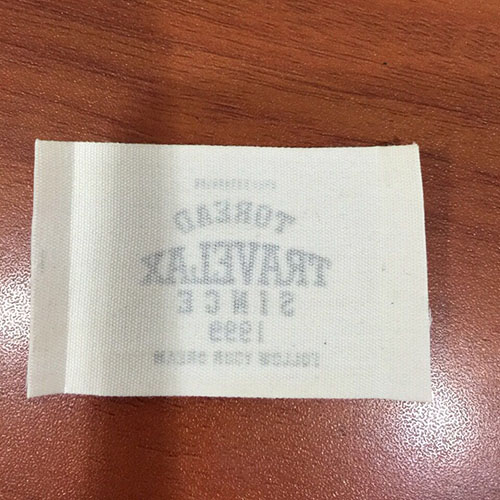 TOREAD
TRAVELAX
SINCE
1999
FOLLOW YOUR DREAM